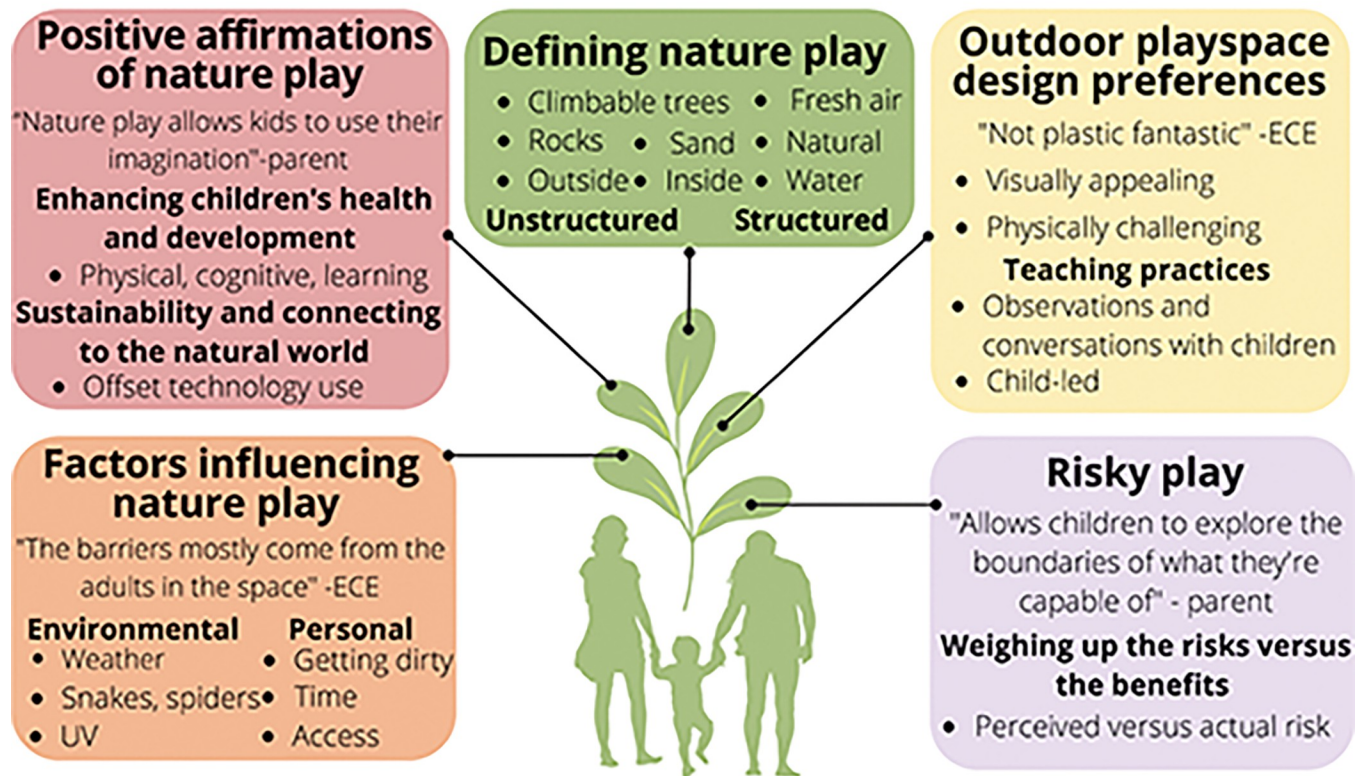 Positive affirmations
of nature play
"Nature play allows kids to use their
imagination"-parent
Enhancing children's health
and development
• Physical, cognitive, learning
Sustainability and connecting
to the natural world
• Offset technology use
Defining nature play
• Climbable trees • Fresh air
• Rocks • Sand • Natural
• Outside • Inside • Water
Unstructured Structured
Outdoor playspace
design preferences
"Not plastic fantastic" -ECE
• Visually appealing
• Physically challenging
Teaching practices
• Observations and
conversations with children
• Child-led
Factors influencing
nature play
"The barriers mostly come from the
adults in the space" -ECE
Environmental Personal
• Weather • Getting dirty
• Snakes, spiders • Time
• UV • Access
Risky play
"Allows children to explore the
boundaries of what they're
capable of" - parent
Weighing up the risks versus
the benefits
• Perceived versus actual risk